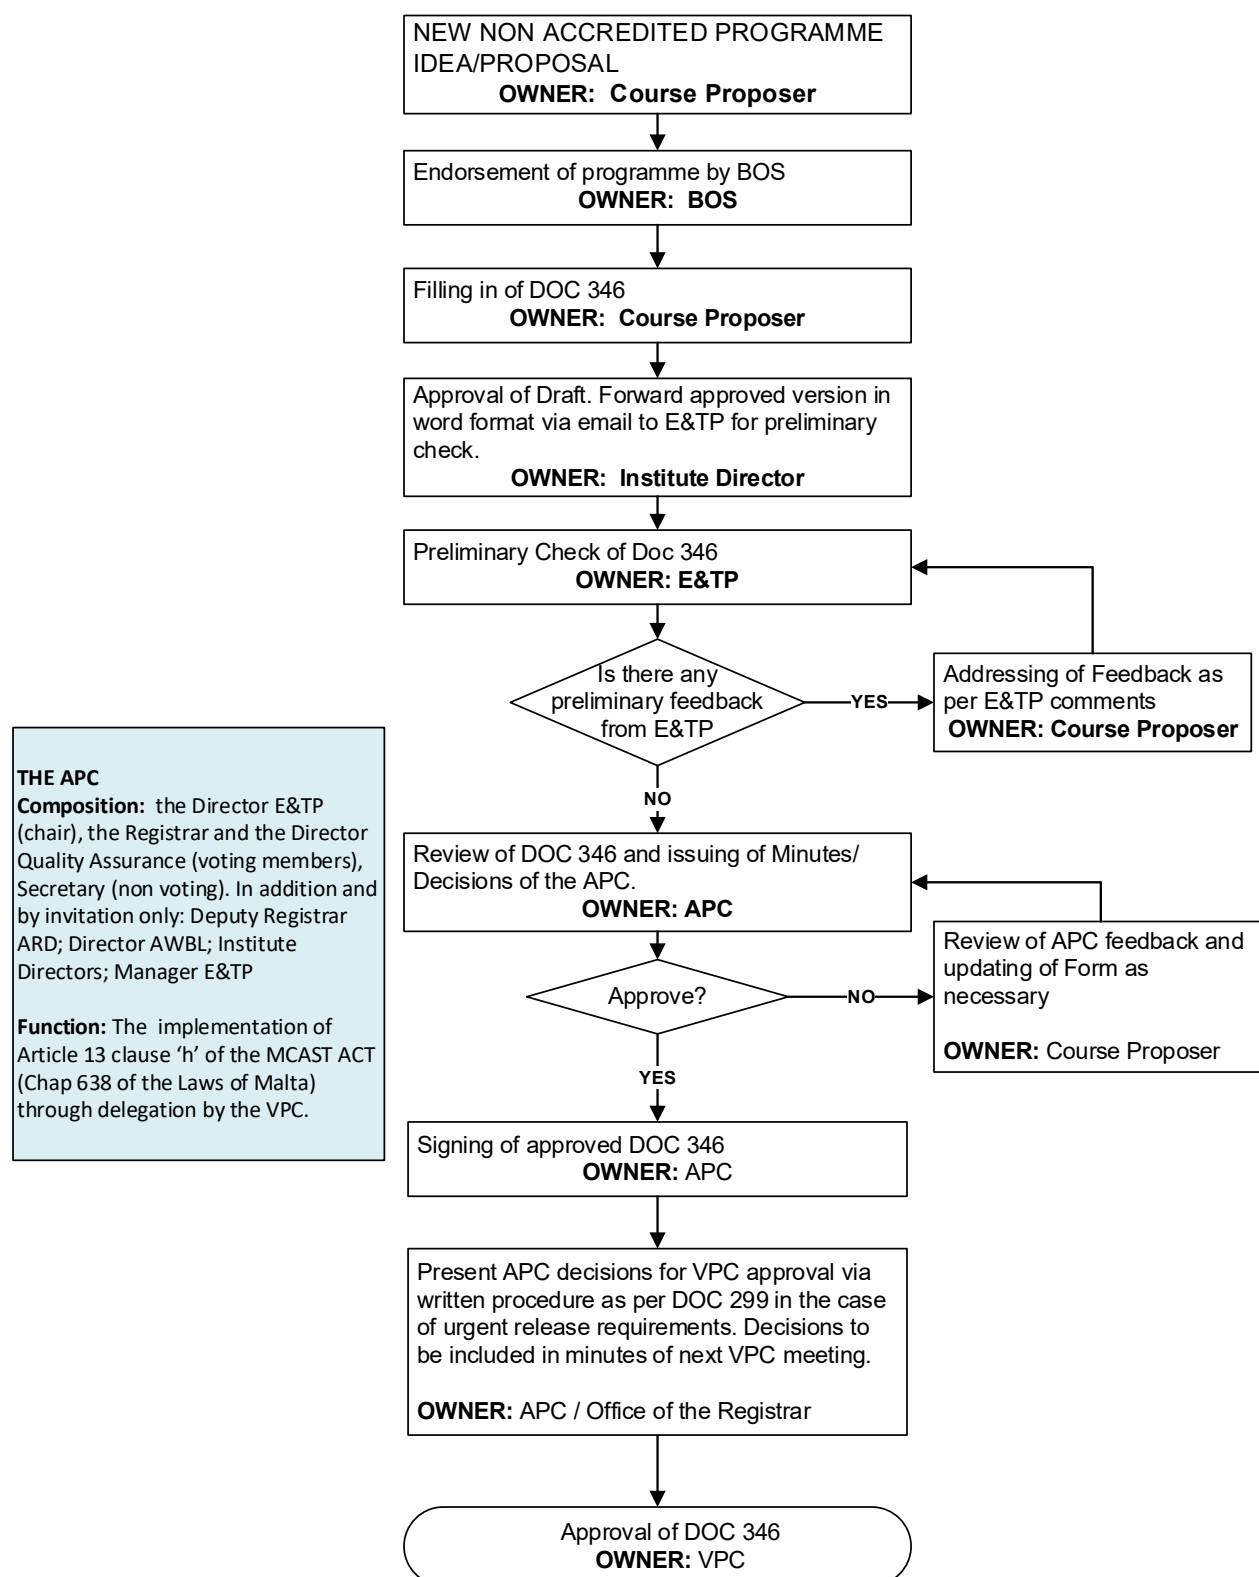 NEW NON ACCREDITED PROGRAMME
IDEA/PROPOSAL
OWNER: Course Proposer
Endorsement of programme by BOS
OWNER: BOS
Filling in of DOC 346
OWNER: Course Proposer
Approval of Draft. Forward approved version in
word format via email to E&TP for preliminary
check.
OWNER: Institute Director
Preliminary Check of Doc 346
OWNER: E&TP
Is there any
preliminary feedback
from E&TP
YES
Addressing of Feedback as
per E&TP comments
OWNER: Course Proposer
NO
THE APC
Composition: the Director E&TP
(chair), the Registrar and the Director
Quality Assurance (voting members),
Secretary (non voting). In addition and
by invitation only: Deputy Registrar
ARD; Director AWBL; Institute
Directors; Manager E&TP
Function: The implementation of
Article 13 clause ‘h’ of the MCAST ACT
(Chap 638 of the Laws of Malta)
through delegation by the VPC.
Review of DOC 346 and issuing of Minutes/
Decisions of the APC.
OWNER: APC
Approve?
NO
Review of APC feedback and
updating of Form as
necessary
OWNER: Course Proposer
YES
Signing of approved DOC 346
OWNER: APC
Present APC decisions for VPC approval via
written procedure as per DOC 299 in the case
of urgent release requirements. Decisions to
be included in minutes of next VPC meeting.
OWNER: APC / Office of the Registrar
Approval of DOC 346
OWNER: VPC